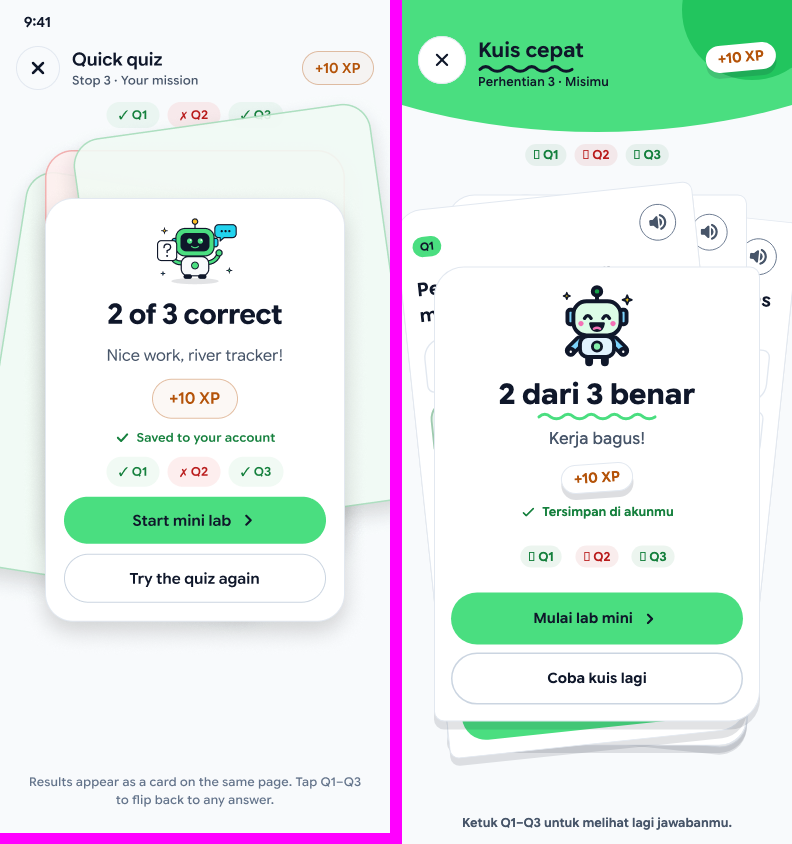 9:41
Quick quiz
Stop 3 · Your mission
+10 XP
✓ Q1 ✗ Q2 ✓ Q3
?
2 of 3 correct
Nice work, river tracker!
+10 XP
✓ Saved to your account
✓ Q1 ✗ Q2 ✓ Q3
Start mini lab
Try the quiz again
Results appear as a card on the same page. Tap Q1–Q3
to flip back to any answer.
Kuis cepat
Perhentian 3 · Misimu
+10 XP
▯ Q1 ▯ Q2 ▯ Q3
Q1
2 dari 3 benar
Kerja bagus!
+10 XP
✓ Tersimpan di akunmu
▯ Q1 ▯ Q2 ▯ Q3
Mulai lab mini
Coba kuis lagi
Ketuk Q1–Q3 untuk melihat lagi jawabanmu.